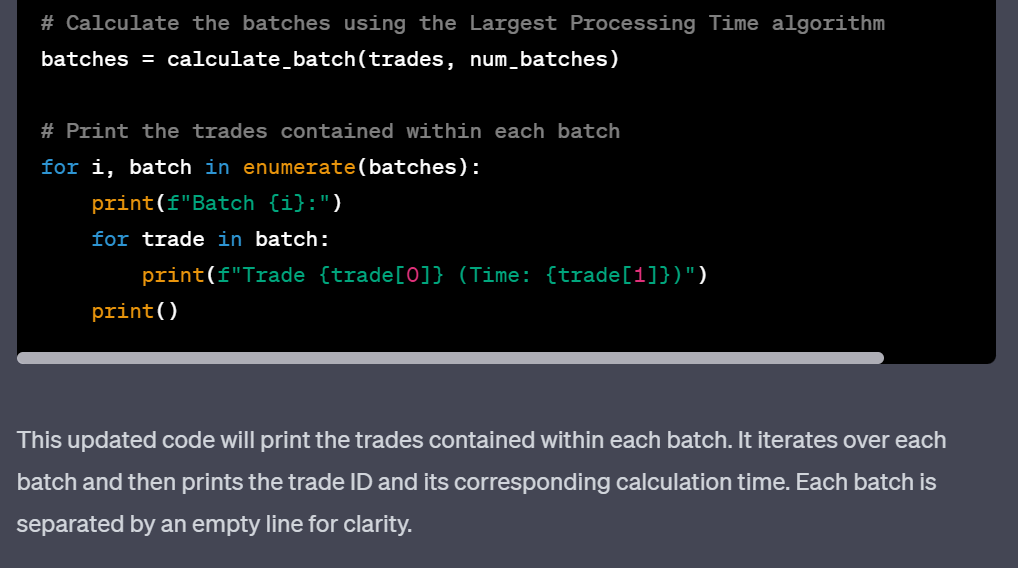 # Calculate the batches using the Largest Processing Time algorithm
batches = calculate_batch(trades, num_batches)
# Print the trades contained within each batch
for i, batch in enumerate(batches):
    print(f"Batch {i}:")
    for trade in batch:
        print(f"Trade {trade[0]} (Time: {trade[1]})")
    print()
This updated code will print the trades contained within each batch. It iterates over each
batch and then prints the trade ID and its corresponding calculation time. Each batch is
separated by an empty line for clarity.